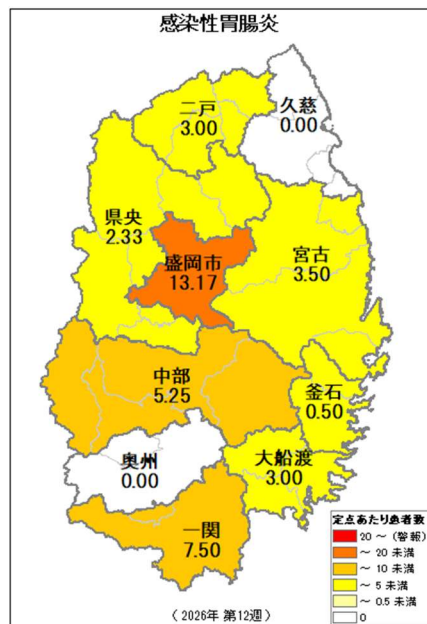 感染性胃腸炎
二戸
3.00
久慈
0.00
県央
2.33
盛岡市
13.17
宮古
3.50
中部
5.25
釜石
0.50
奥州
0.00
大船渡
3.00
一関
7.50
定点あたり患者数
20 ～ (警報)
～ 20 未満
～ 10 未満
～ 5 未満
～ 0.5 未満
0
（ 2026年 第12週 ）